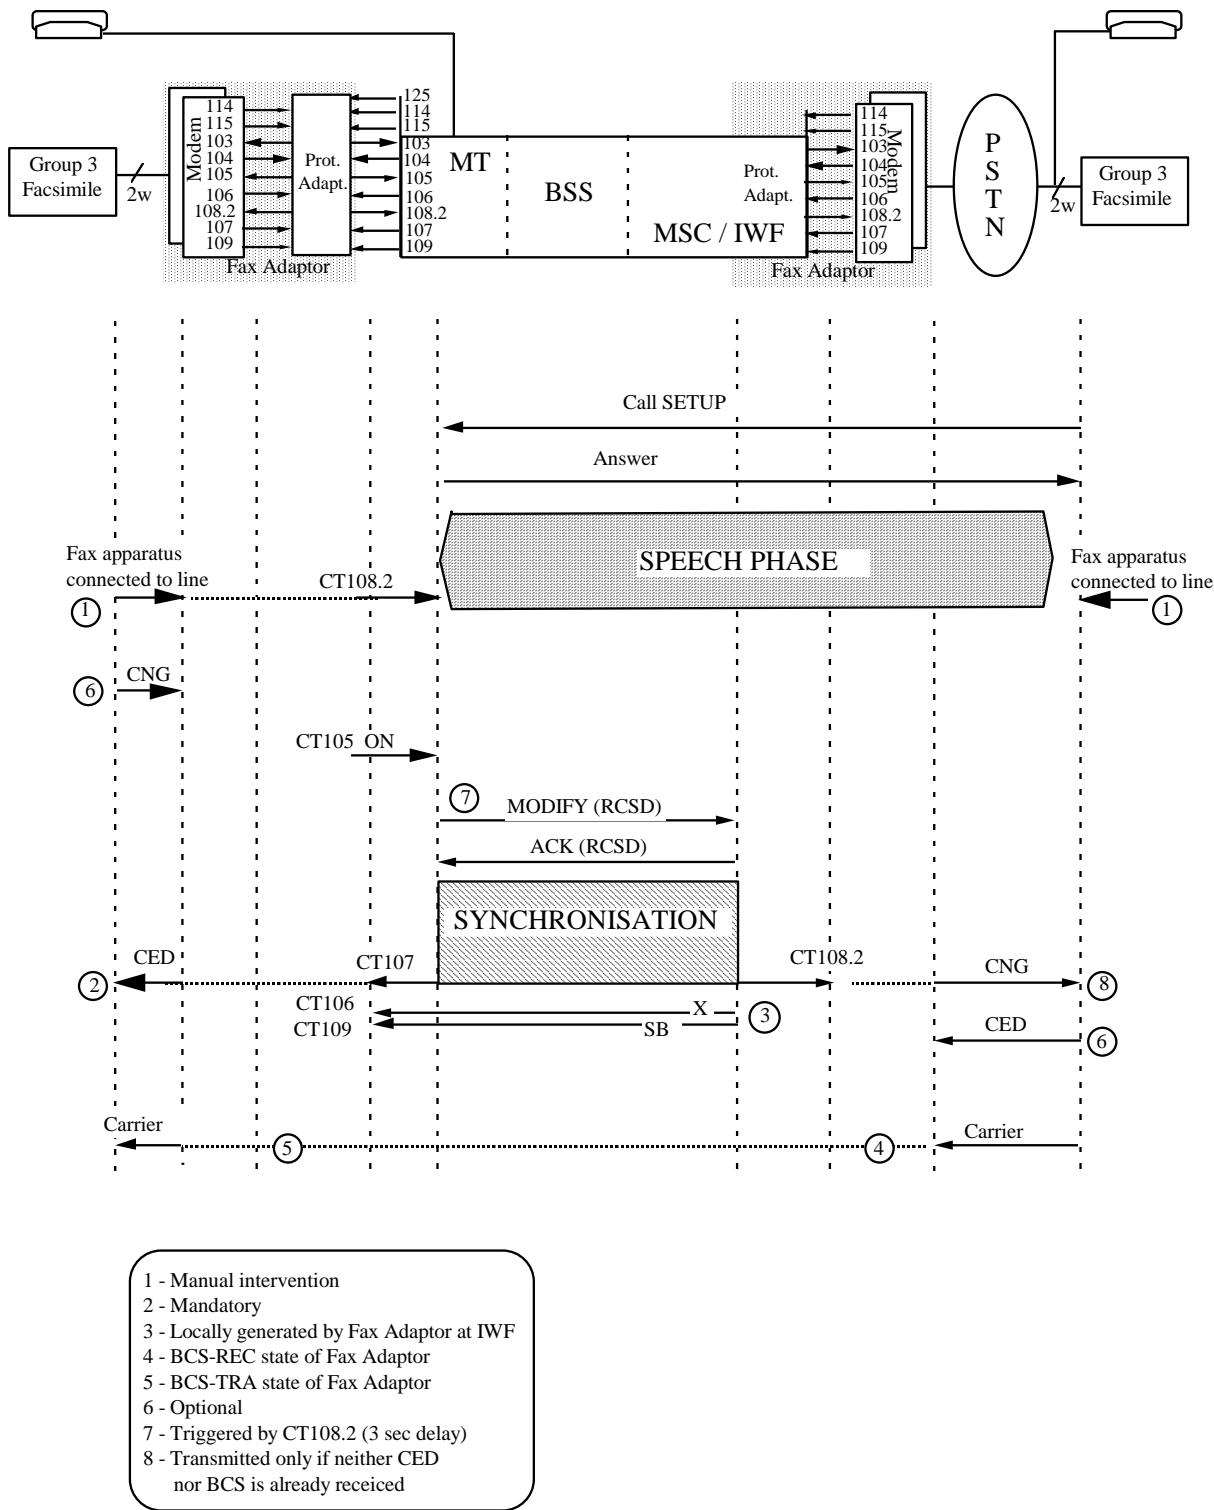 125
114
114
115
115
103
104
105
106
108.2
107
109
Modem
Prot.
Adapt.
103
104
105
106
108.2
107
109
Group 3
Facsimile
2w
Fax Adaptor
MT
BSS
MSC / IWF
Prot.
Adapt.
114
115
103
104
105
106
108.2
107
109
Modem
Fax Adaptor
PSTN
2w
Group 3
Facsimile
Call SETUP
Answer
SPEECH PHASE
Fax apparatus
connected to line
1
CT108.2
Fax apparatus
connected to line
1
CNG
6
CT105 ON
7
MODIFY (RCSD)
ACK (RCSD)
SYNCHRONISATION
CED
2
CT107
CT108.2
CNG
8
CT106
X
3
CT109
SB
CED
6
Carrier
5
4
Carrier
1 - Manual intervention
2 - Mandatory
3 - Locally generated by Fax Adaptor at IWF
4 - BCS-REC state of Fax Adaptor
5 - BCS-TRA state of Fax Adaptor
6 - Optional
7 - Triggered by CT108.2 (3 sec delay)
8 - Transmitted only if neither CED
nor BCS is already receiced